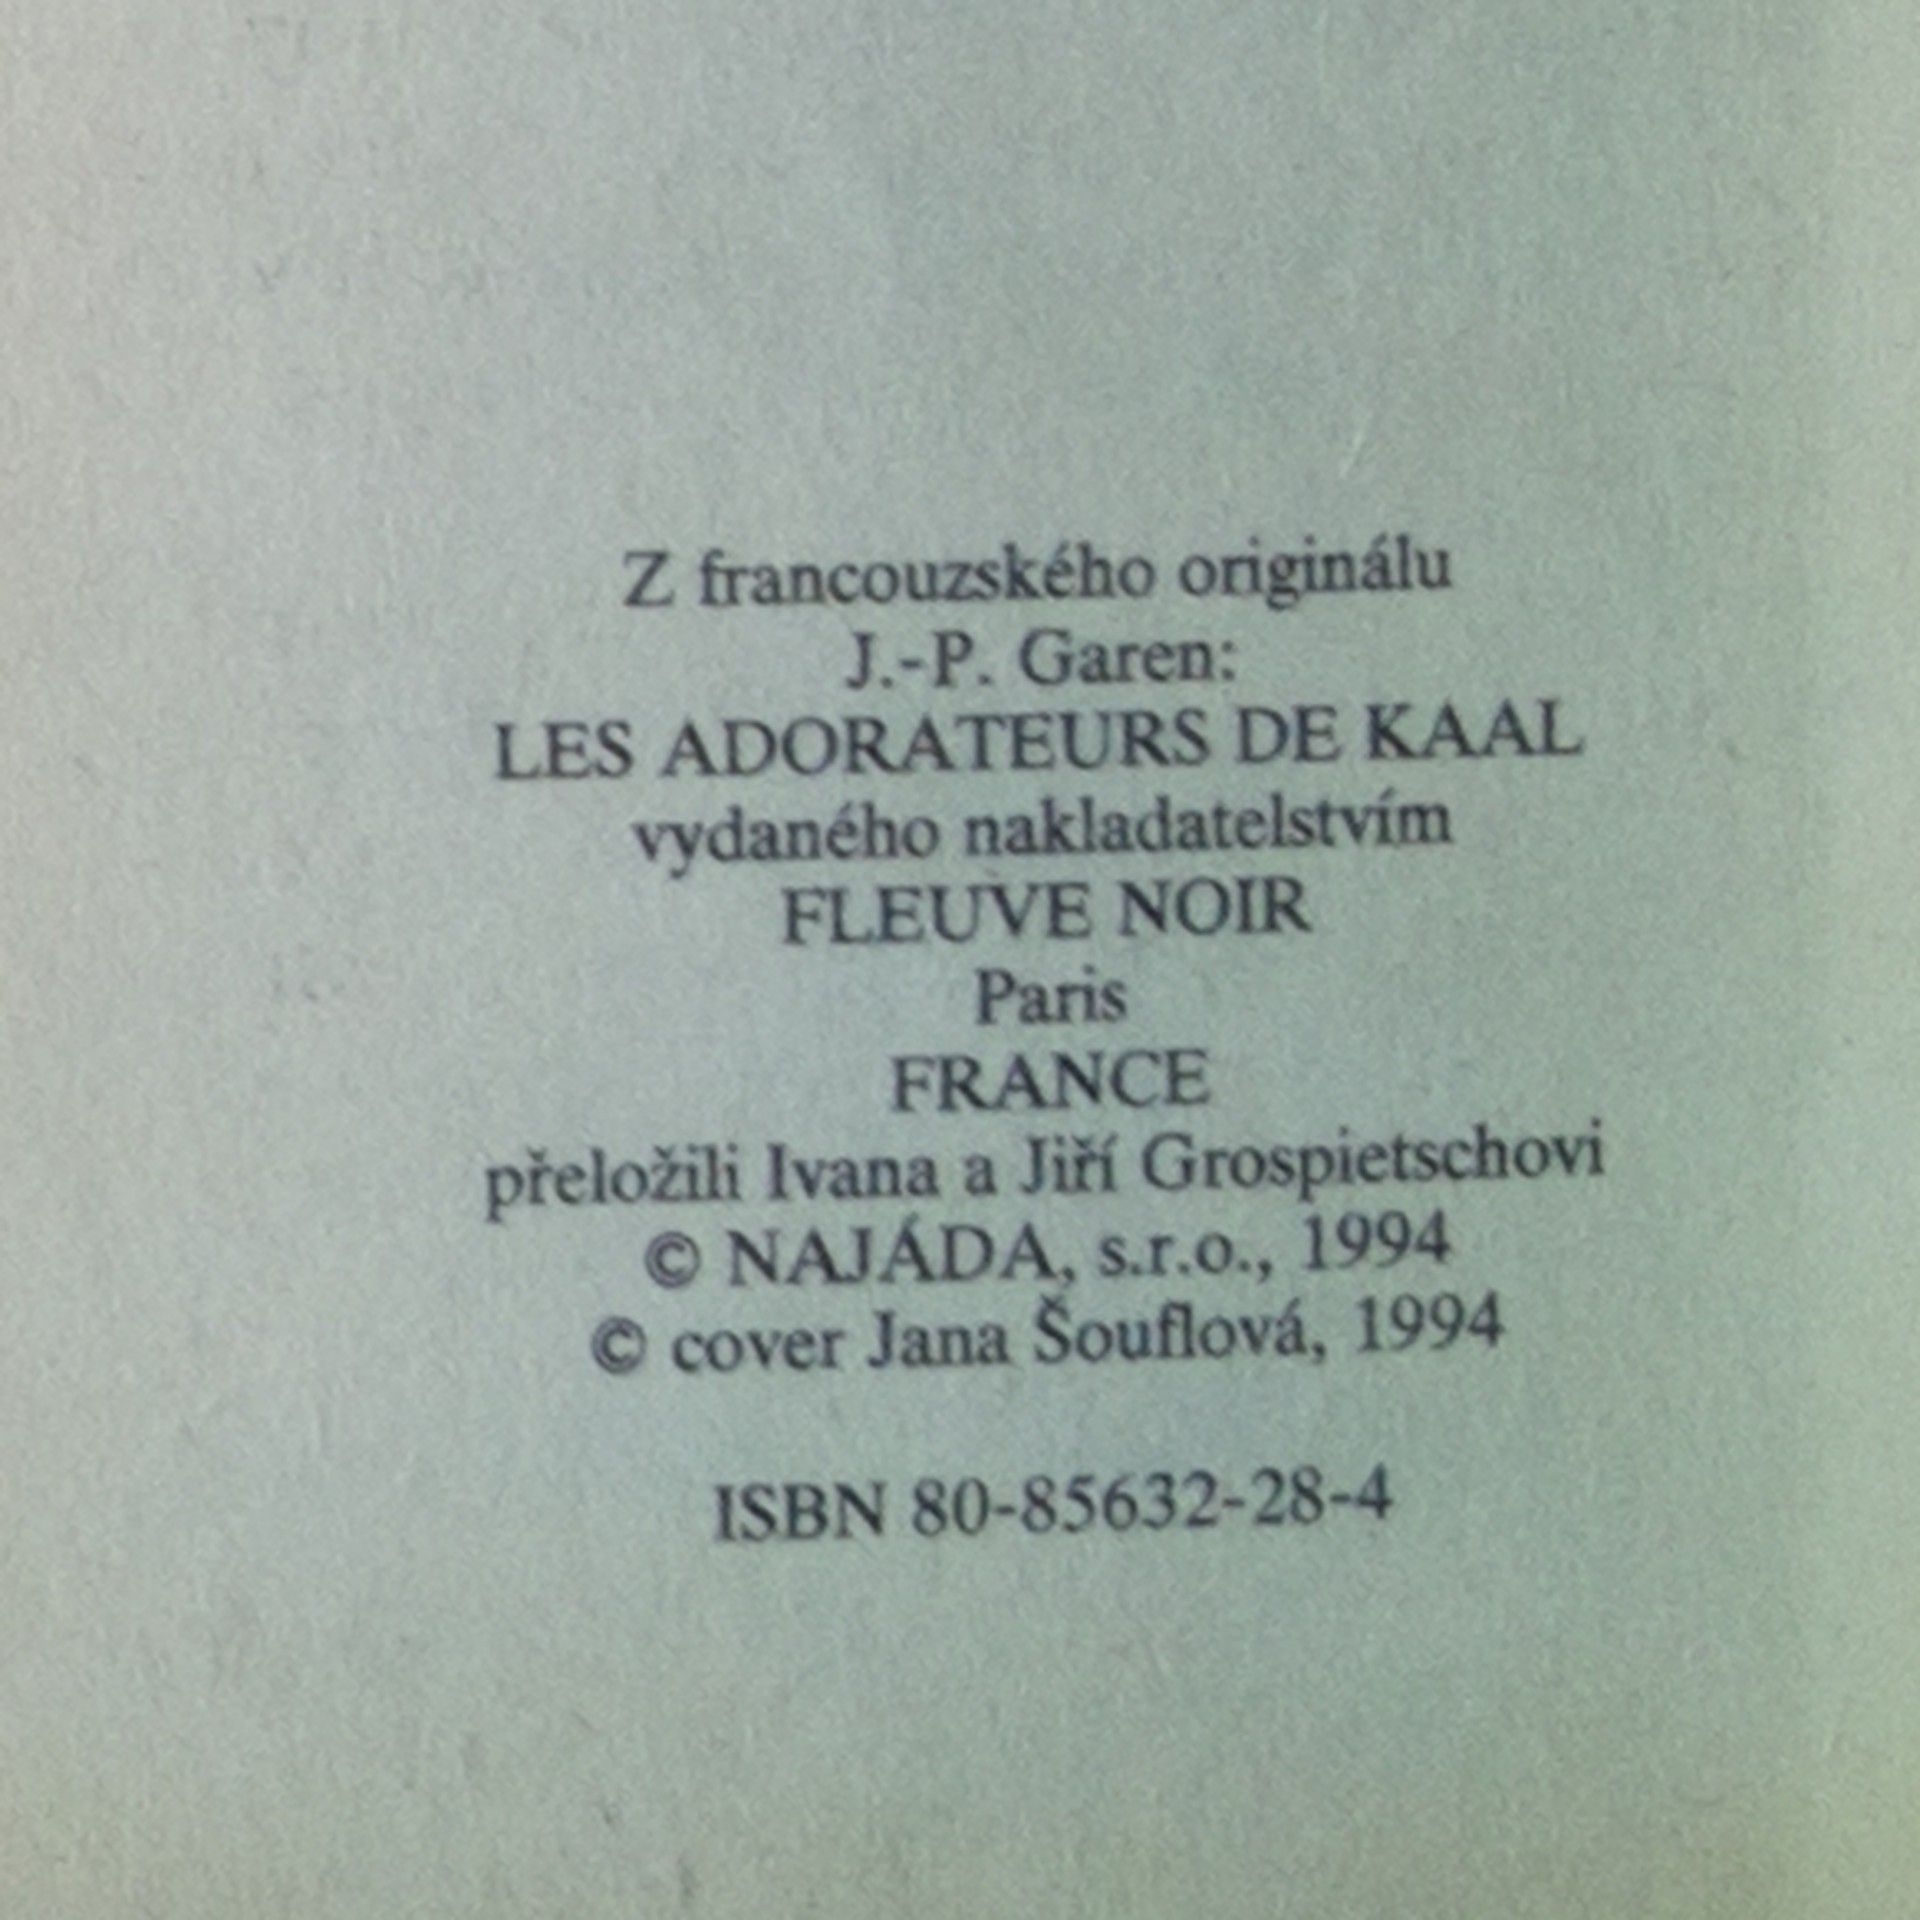 Z francouzského originálu
J.-P. Garen:
LES ADORATEURS DE KAAL
vydaného nakladatelstvím
FLEUVE NOIR
Paris
FRANCE
přeložili Ivana a Jiří Grospietschovi
© NAJÁDA, s.r.o., 1994
© cover Jana Šouflová, 1994
ISBN 80-85632-28-4